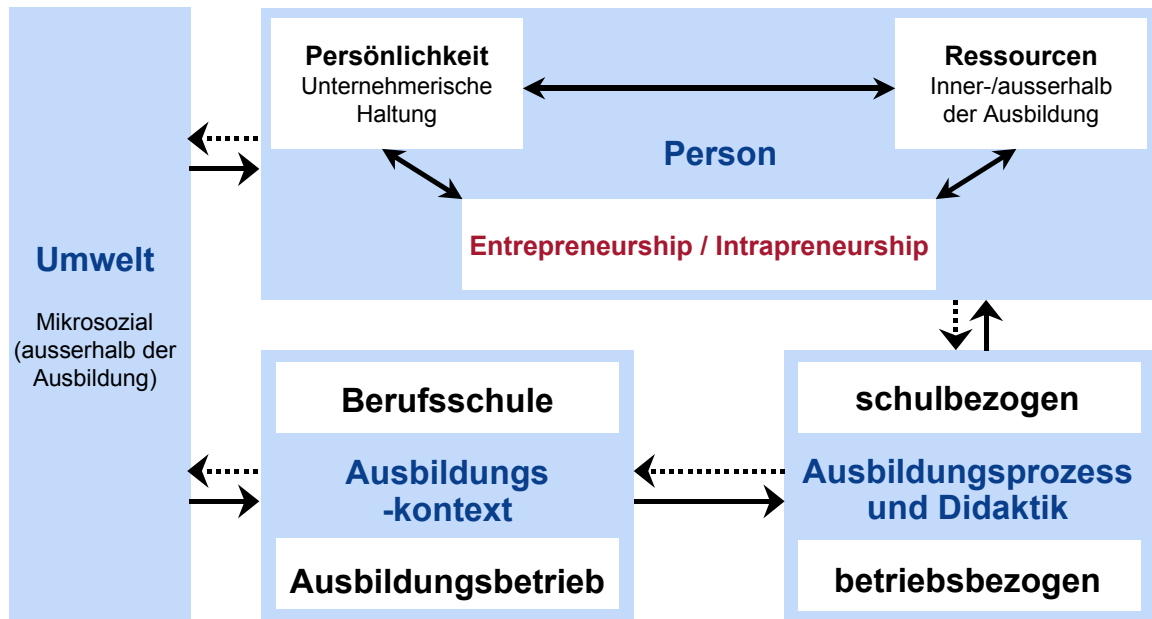 Persönlichkeit
Unternehmerische
Haltung
Ressourcen
Inner-/ausserhalb
der Ausbildung
Person
Entrepreneurship / Intrapreneurship
Umwelt
Mikrosozial
(ausserhalb der
Ausbildung)
Berufsschule
Ausbildungs
-kontext
Ausbildungsbetrieb
schulbezogen
Ausbildungsprozess
und Didaktik
betriebsbezogen